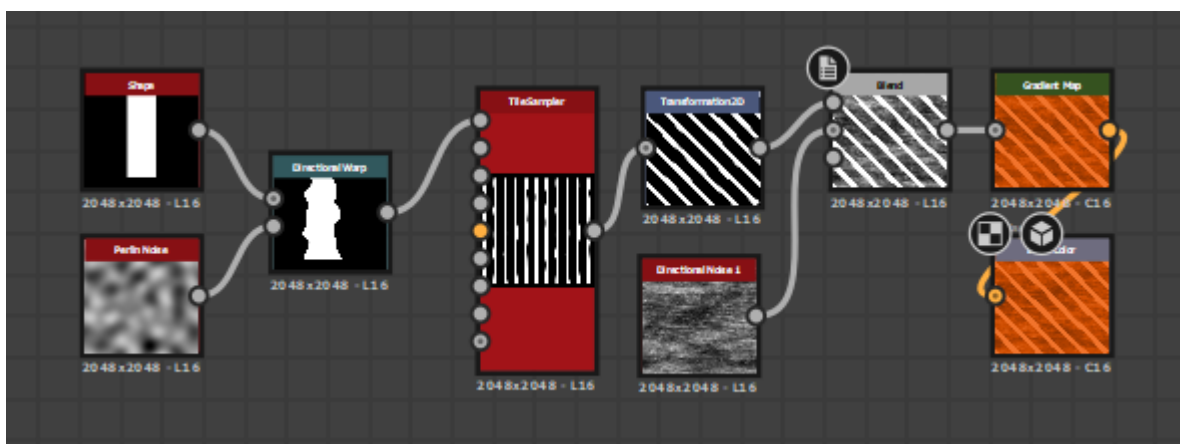 Shape
2048x2048 - L16
Perlin Noise
2048x2048 - L16
Directional Warp
2048x2048 - L16
TileSampler
2048x2048 - L16
Transformation2D
2048x2048 - L16
Directional Noise 1
2048x2048 - L16
Blend
2048x2048 - L16
Gradient Map
2048x2048 - C16
Color
2048x2048 - C16